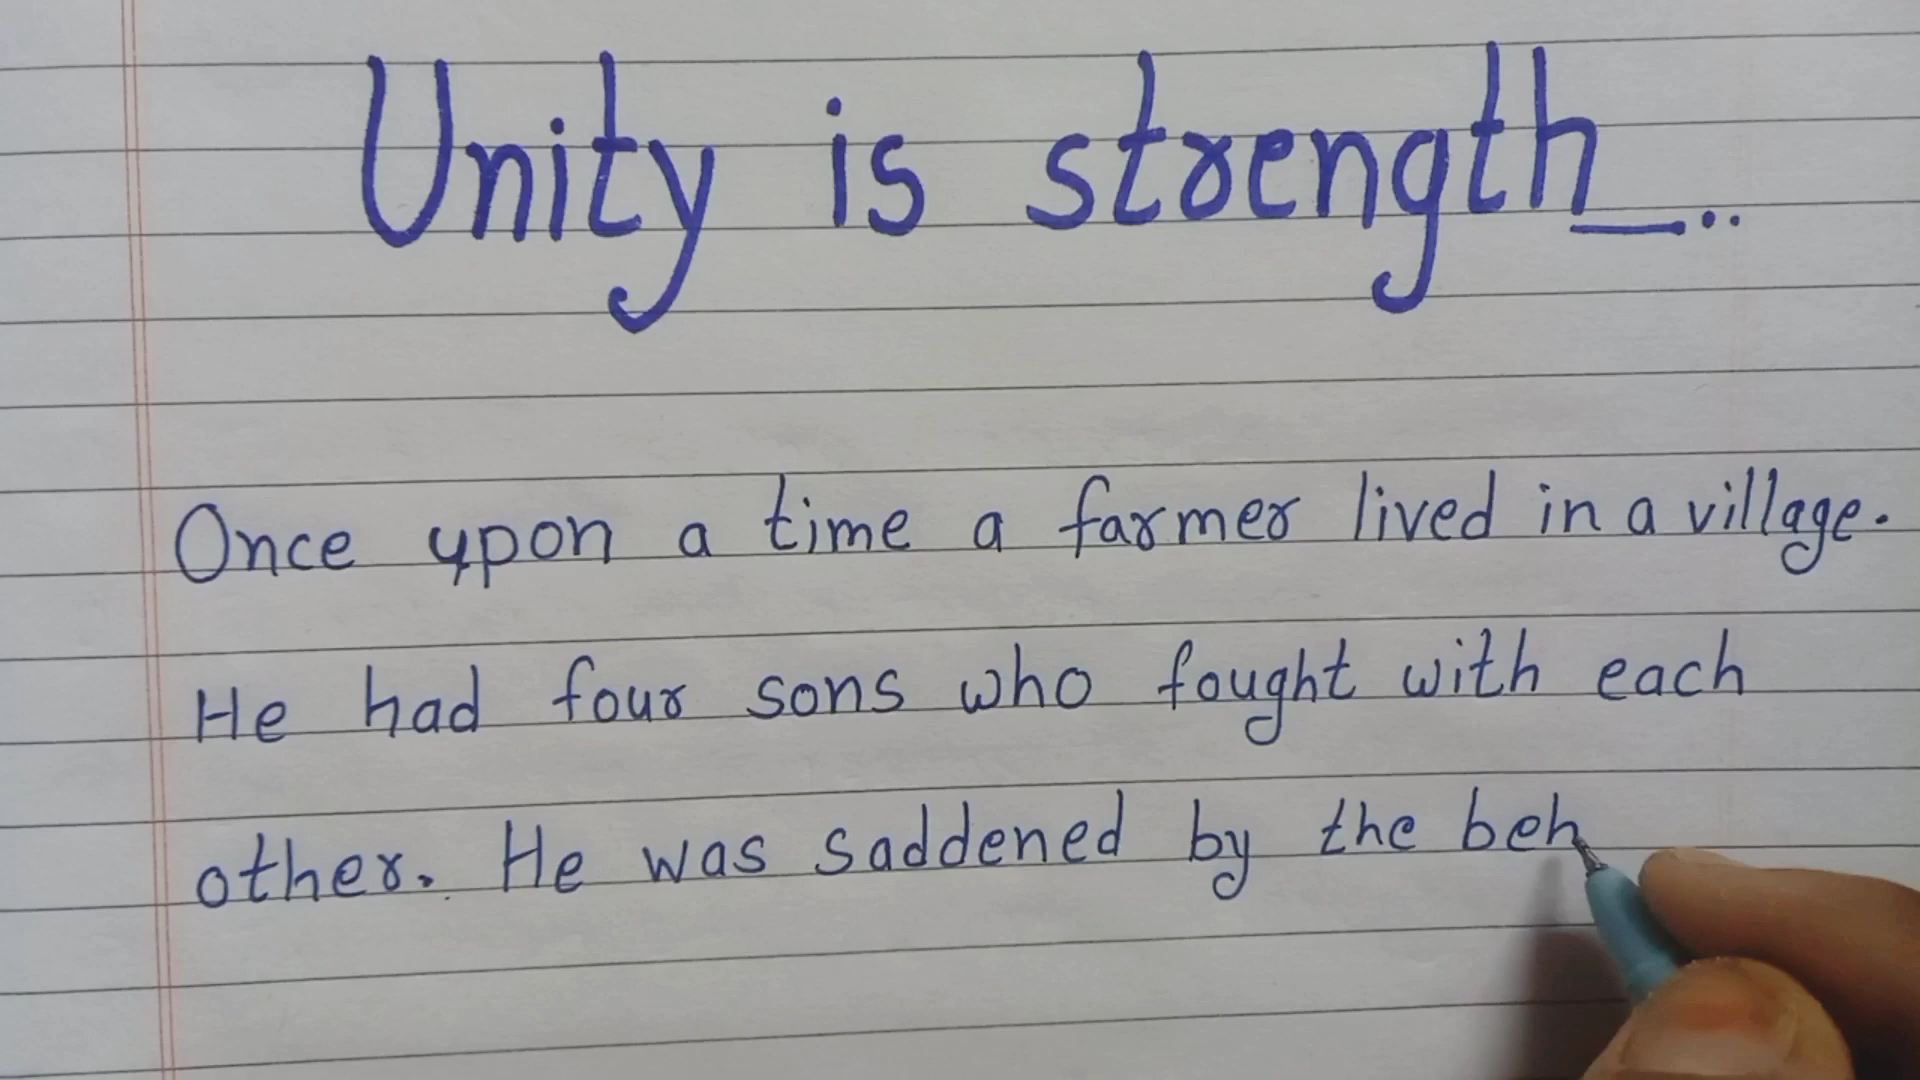 Unity is strength_..
Once upon a time a farmer lived in a village.
He had four sons who fought with each
other. He was saddened by the beh